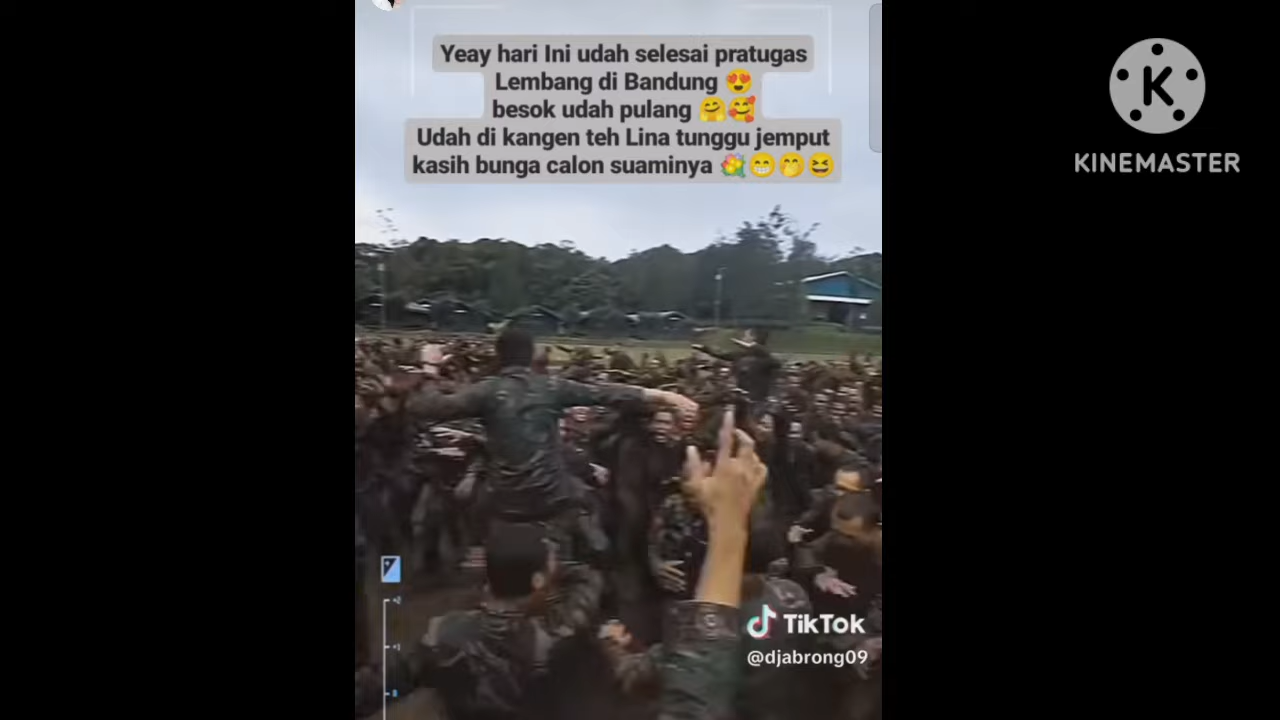 Yeay hari Ini udah selesai pratugas
Lembang di Bandung 😍
besok udah pulang 🤗🥰
Udah di kangen teh Lina tunggu jemput
kasih bunga calon suaminya 💐😁🤭😆
K
KINEMASTER
TikTok
@djabrong09